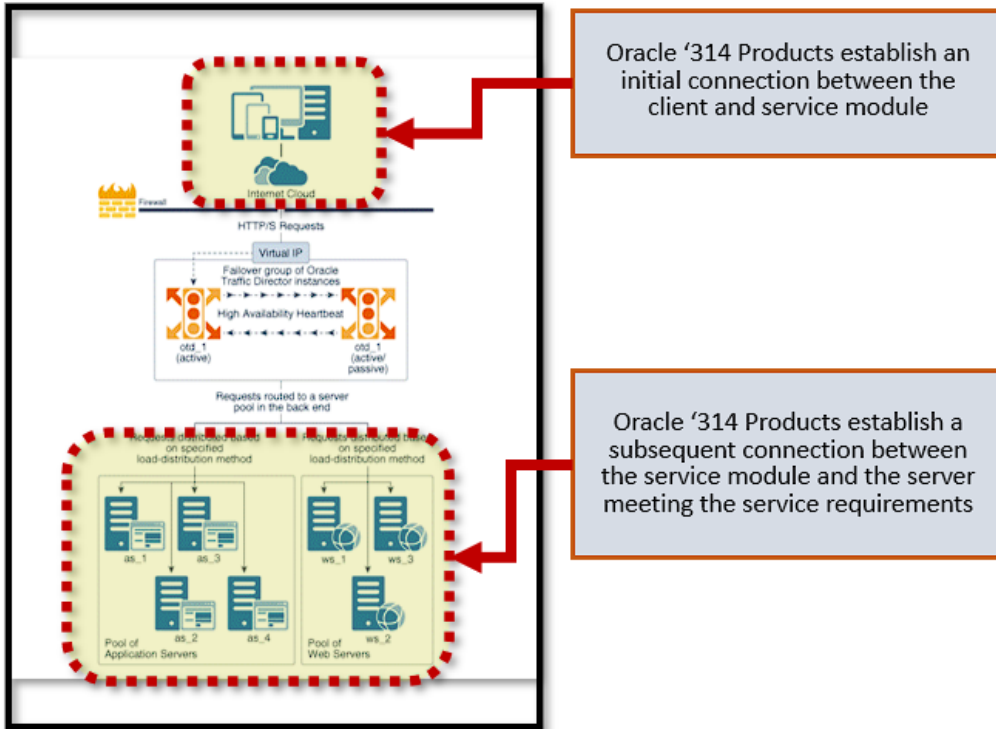 Oracle ‘314 Products establish an
initial connection between the
client and service module
Internet Cloud
Firewall
HTTP/S Requests
Virtual IP
Failover group of Oracle
Traffic Director instances
High Availability Heartbeat
otd_1
(active)
otd_1
(active/
passive)
Requests routed to a server
pool in the back end
Requests distributed based
on specified
load-distribution method
Requests distributed based
on specified
load-distribution method
Oracle ‘314 Products establish a
subsequent connection between
the service module and the server
meeting the service requirements
as_1
as_3
ws_1
ws_3
as_2
as_4
ws_2
Pool of
Application Servers
Pool of
Web Servers